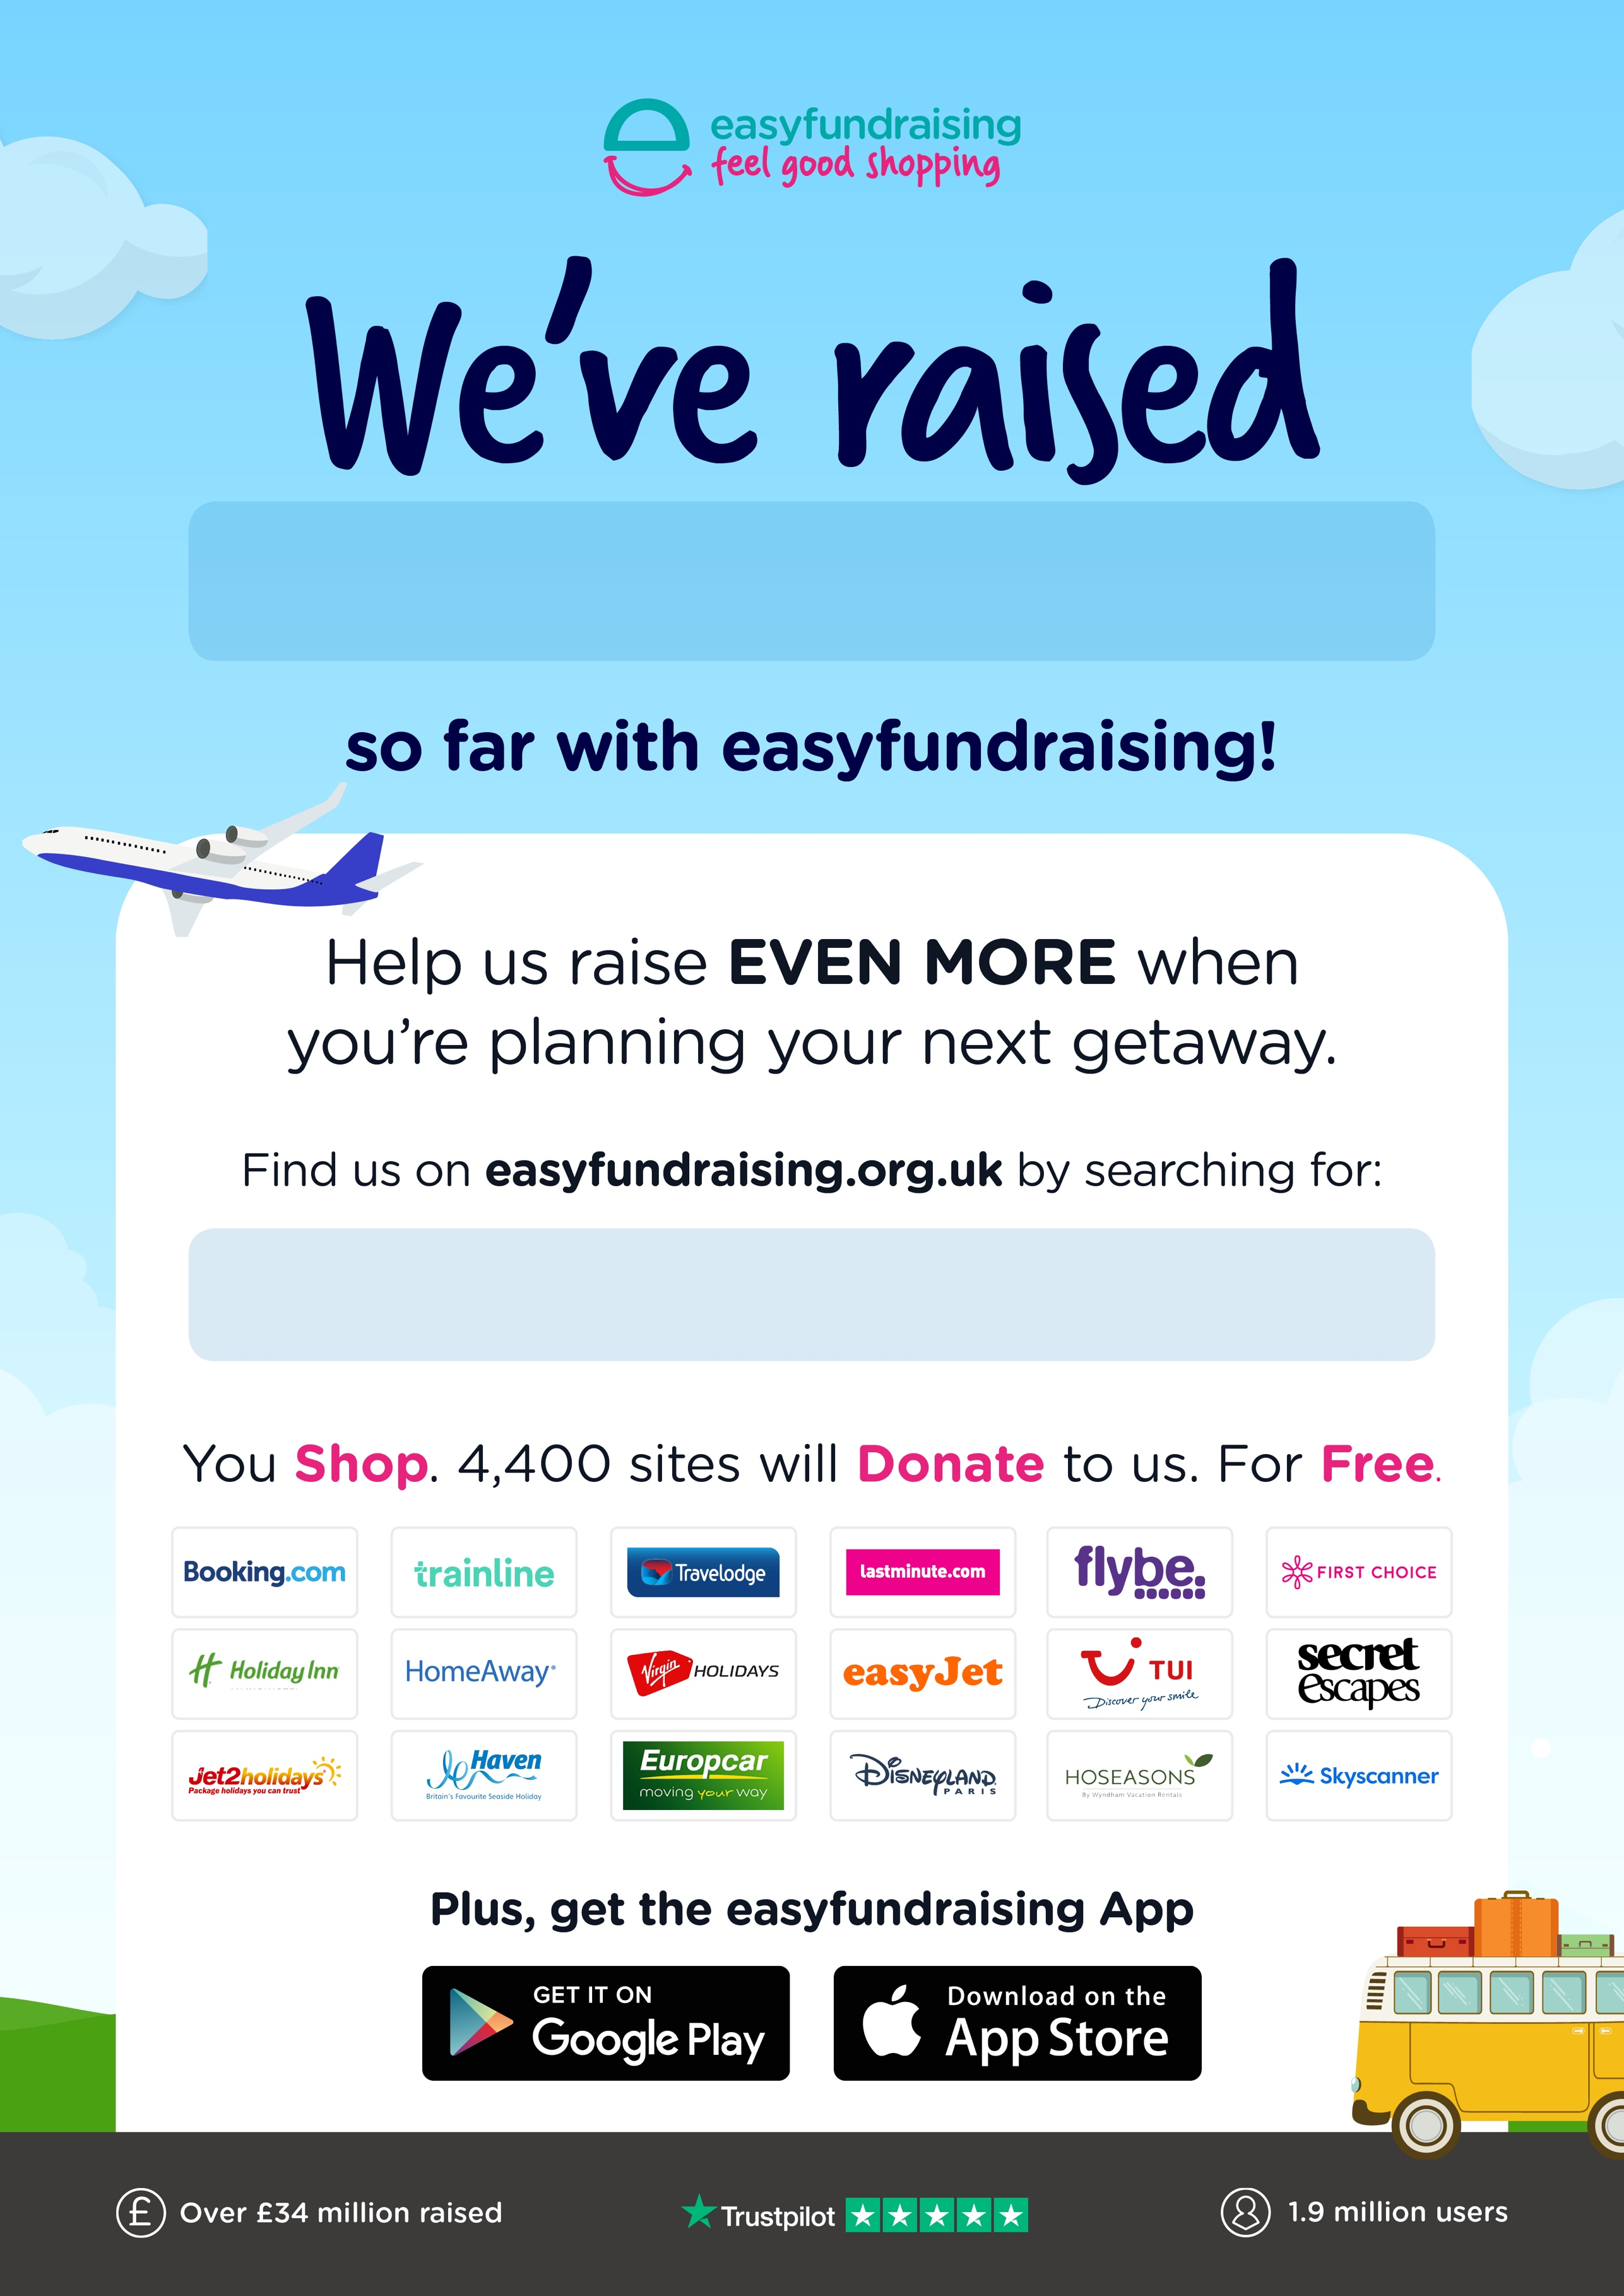 easyfundraising
feel good shopping
We've raised
so far with easyfundraising!
Help us raise EVEN MORE when
you're planning your next getaway.
Find us on easyfundraising.org.uk by searching for:
You Shop. 4,400 sites will Donate to us. For Free.
Booking.com trainline Travelodge lastminute.com flybe. FIRST CHOICE
Holiday Inn HomeAway Virgin HOLIDAYS easyJet TUI secret
Discover your smile escapes
Jet2holidays Haven Europcar Disneyland HOSEASONS Skyscanner
Package holidays you can trust Britain's Favourite Seaside Holiday moving your way PARIS By Wyndham Vacation Rentals
Plus, get the easyfundraising App
GET IT ON Download on the
Google Play App Store
£ Over £34 million raised Trustpilot 1.9 million users